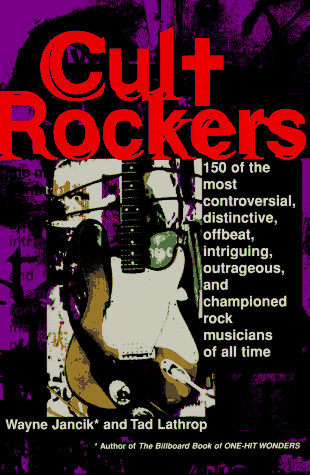 Cult
Rockers
150 of the
most
controversial,
distinctive,
offbeat,
intriguing,
outrageous,
and
championed
rock
musicians
of all time
Wayne Jancik* and Tad Lathrop
* Author of The Billboard Book of ONE-HIT WONDERS